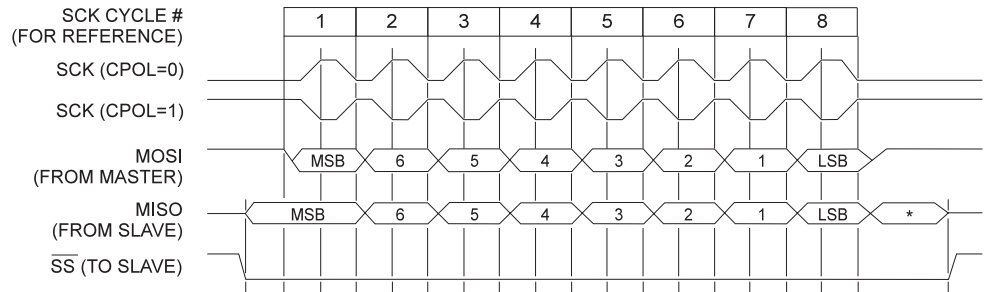 SCK CYCLE # 1 2 3 4 5 6 7 8
(FOR REFERENCE)
SCK (CPOL=0)
SCK (CPOL=1)
MOSI MSB 6 5 4 3 2 1 LSB
(FROM MASTER)
MISO MSB 6 5 4 3 2 1 LSB *
(FROM SLAVE)
SS (TO SLAVE)